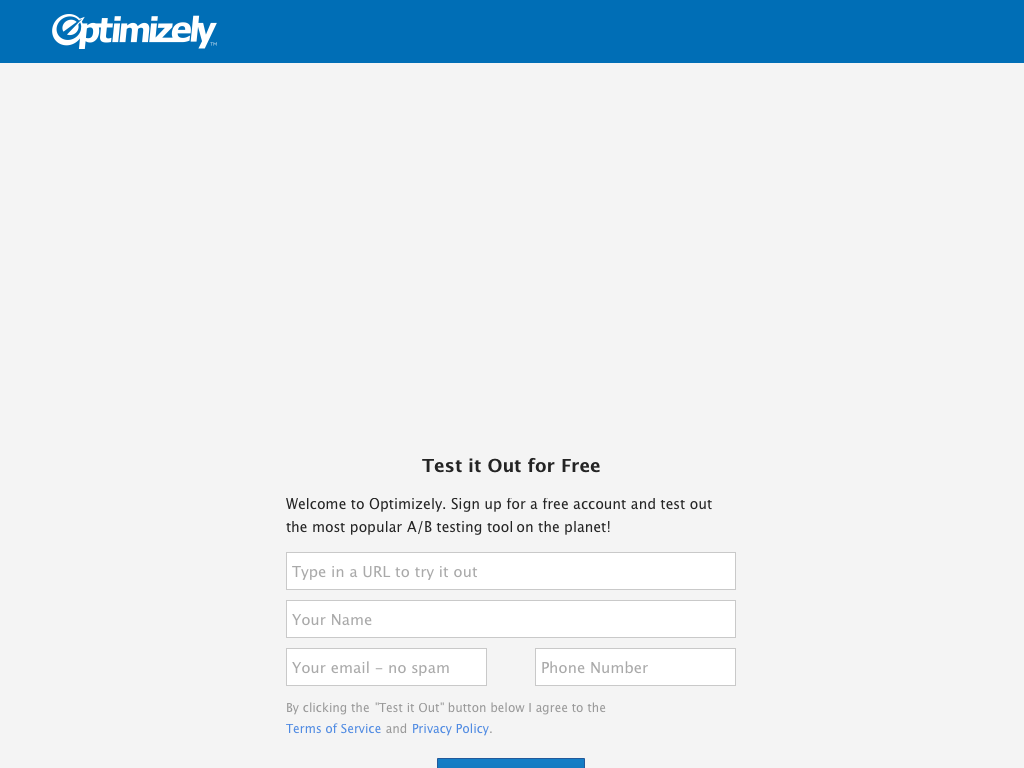 Optimizely™
Test it Out for Free
Welcome to Optimizely. Sign up for a free account and test out
the most popular A/B testing tool on the planet!
Type in a URL to try it out
Your Name
Your email – no spam
Phone Number
By clicking the "Test it Out" button below I agree to the
Terms of Service and Privacy Policy.